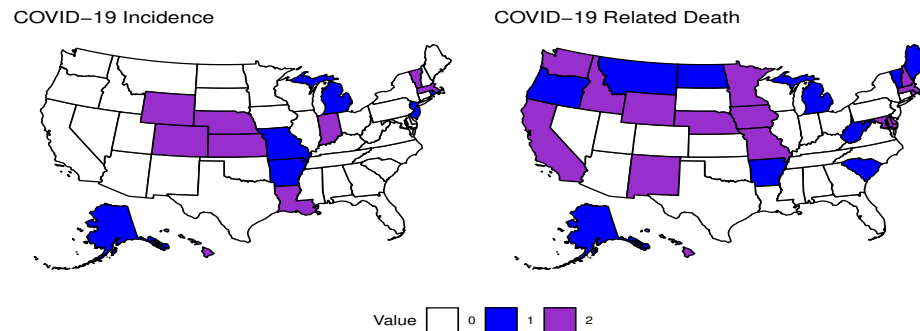 COVID−19 Incidence
COVID−19 Related Death
Value 0 1 2